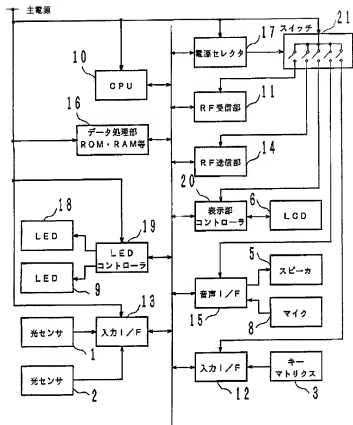 主電源
21
スイッチ
17
電源セレクタ
10
CPU
11
RF受信部
16
データ処理部
ROM・RAM等
14
RF送信部
20
表示部
コントローラ
6
LCD
18
LED
19
LED
コントローラ
LED
9
5
スピーカ
音声I/F
15
マイク
8
13
入力I/F
光センサ
1
光センサ
2
入力I/F
12
キー
マトリクス
3